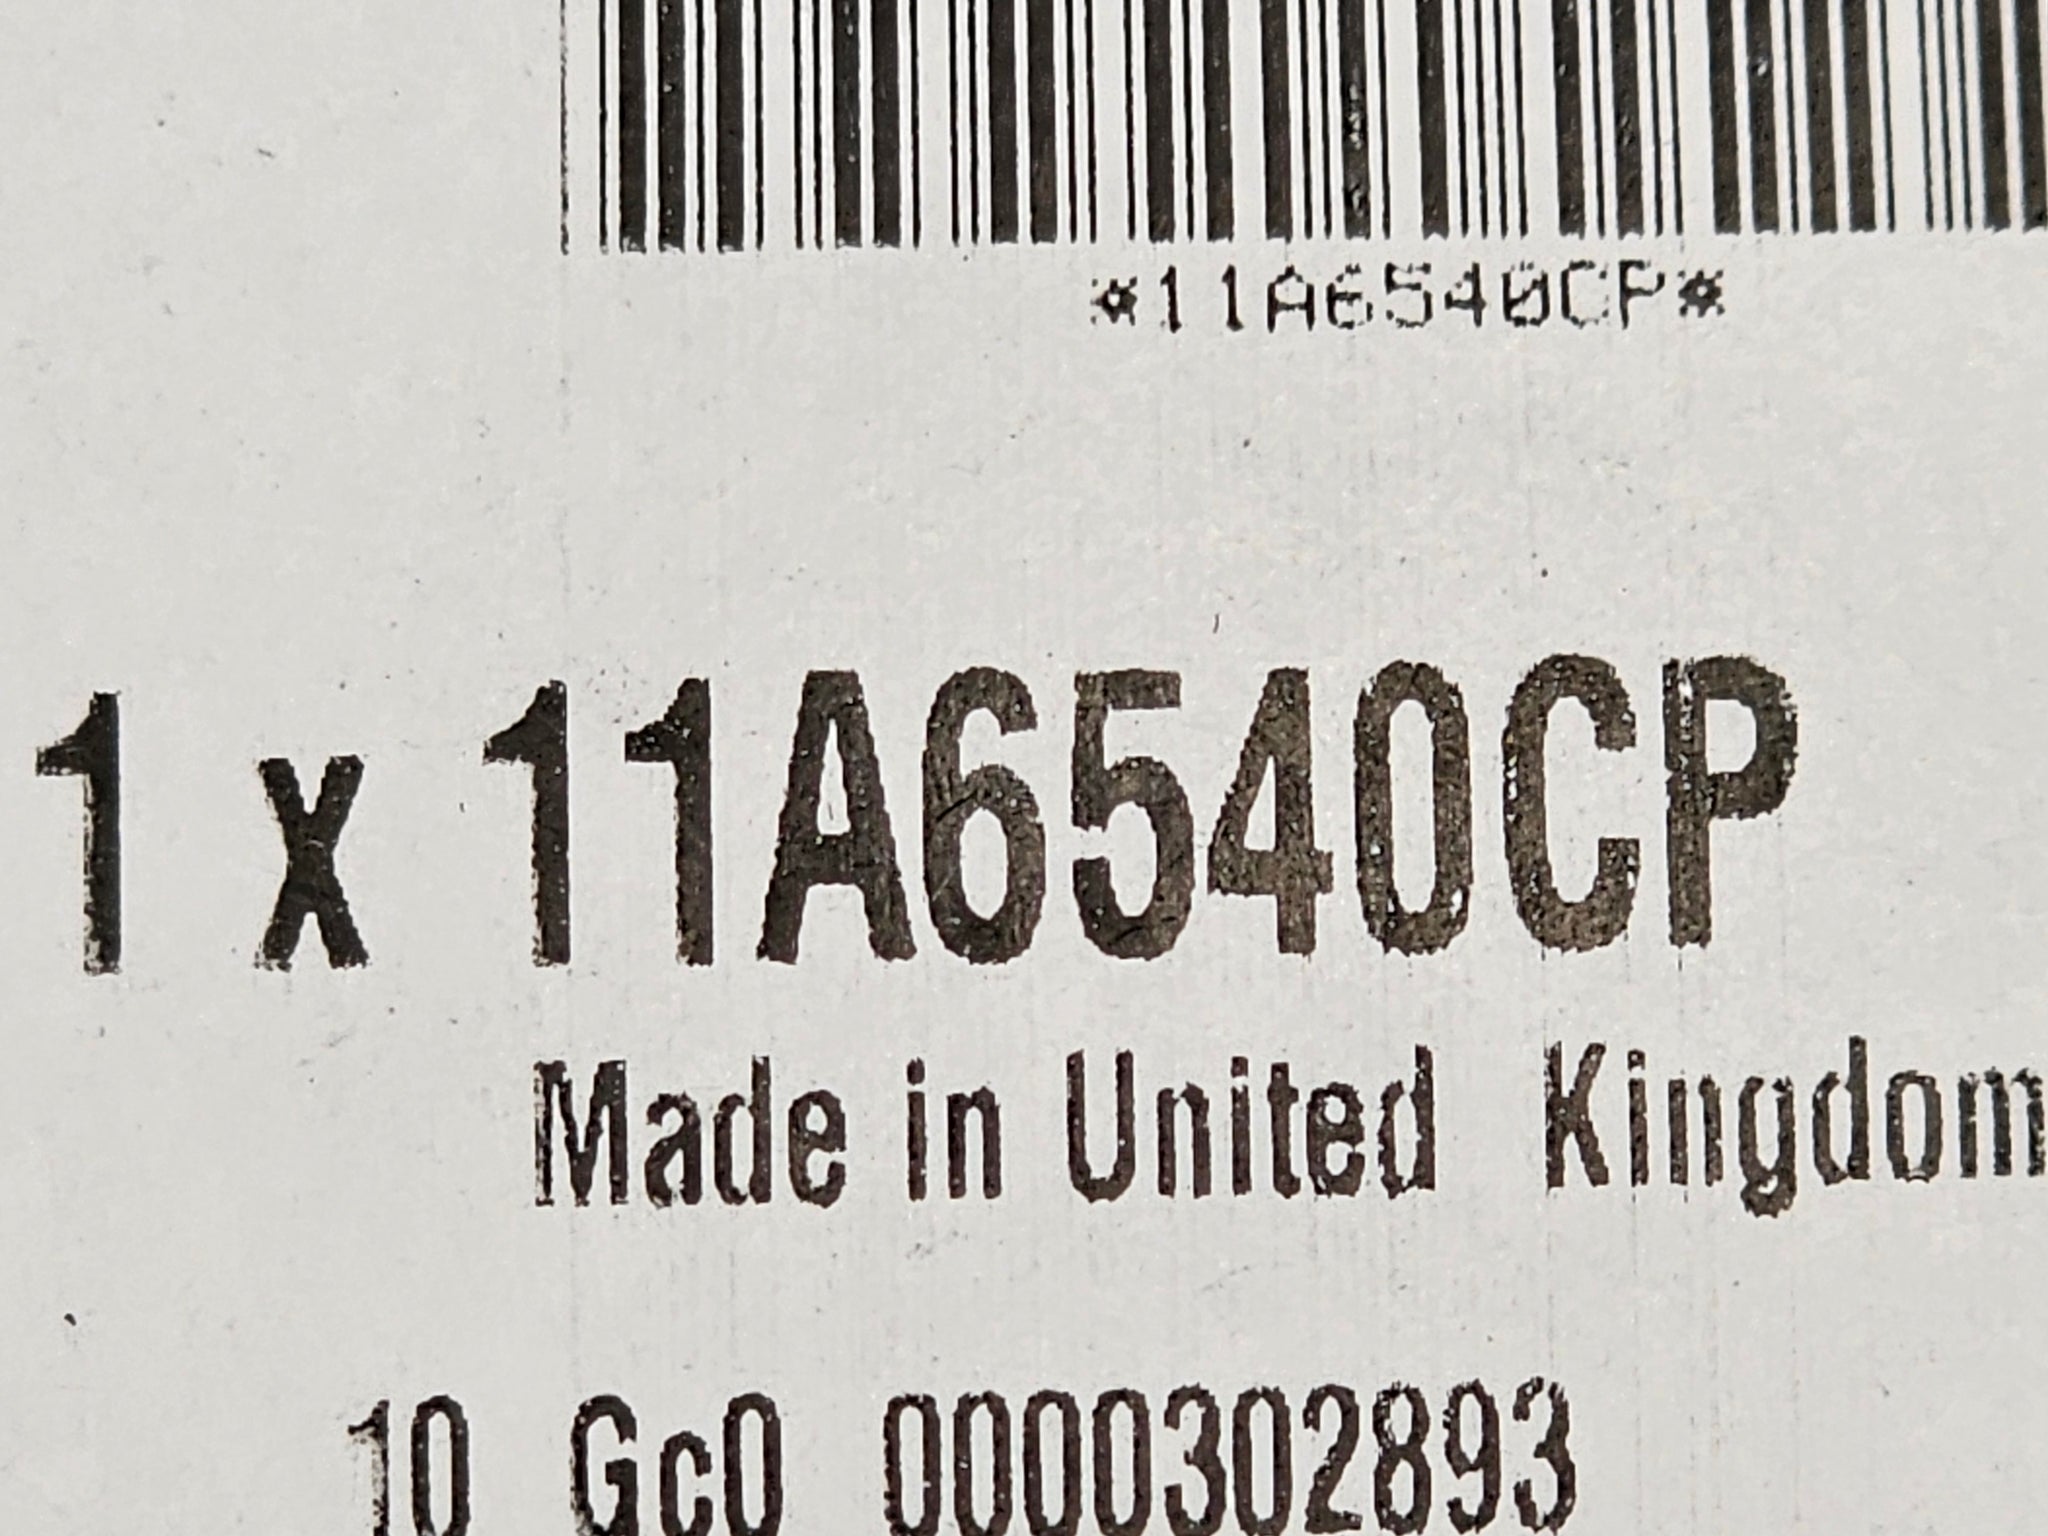 *11A6540CP*
1 x 11A6540CP
Made in United Kingdom
10 Gc0 0000302893